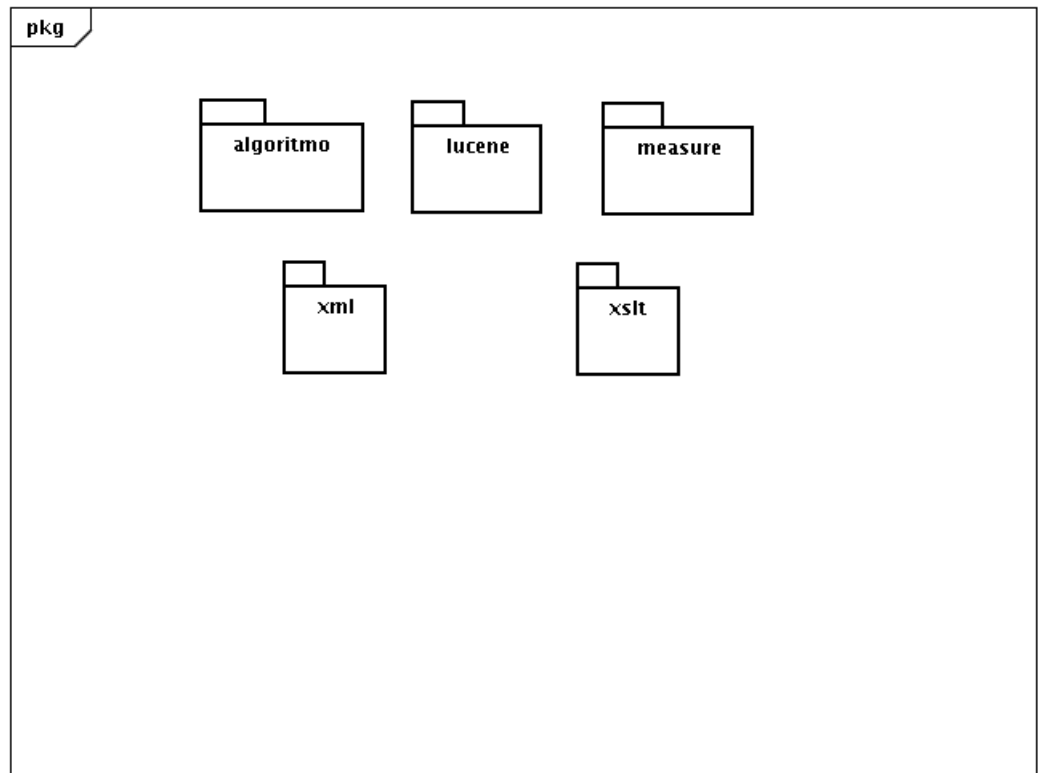 pkg
algoritmo
lucene
measure
xml
xslt